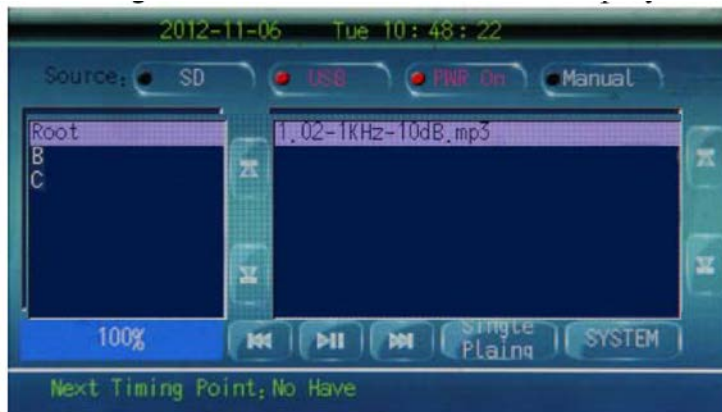 2012-11-06 Tue 10:48:22
Source: SD USB PWR On Manual
Root
B
C
1.02-1KHz-10dB.mp3
100%
Single
Plaing
SYSTEM
Next Timing Point:No Have